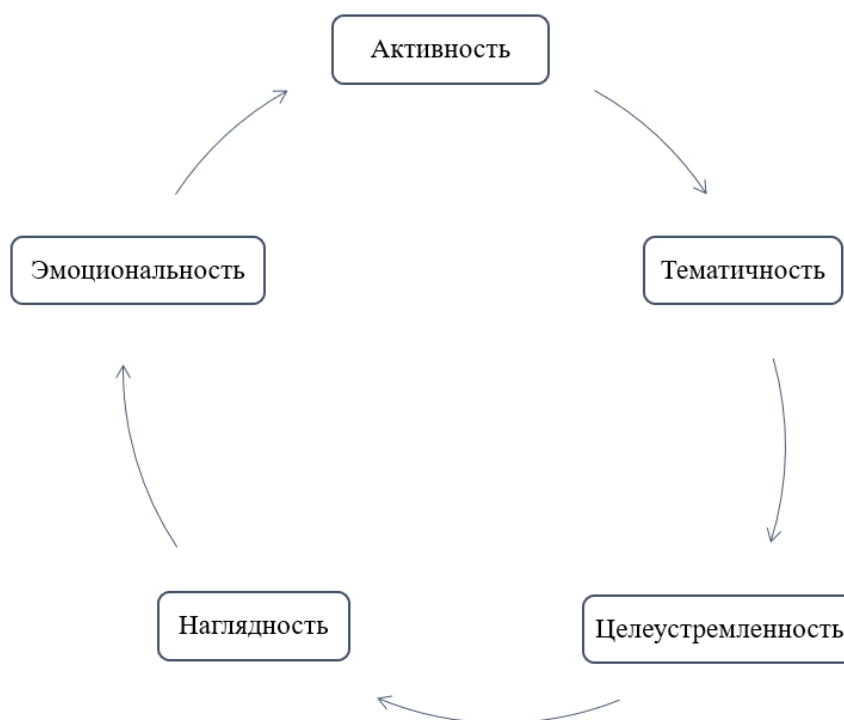 Активность
Эмоциональность
Тематичность
Наглядность
Целеустремленность